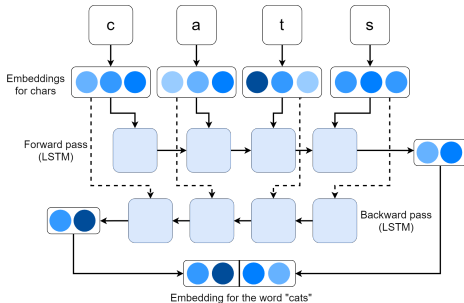 c a t s
Embeddings
for chars
Forward pass
(LSTM)
Backward pass
(LSTM)
Embedding for the word "cats"